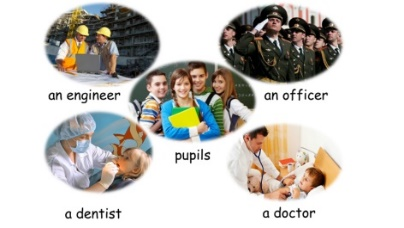 an engineer
an officer
pupils
a dentist
a doctor